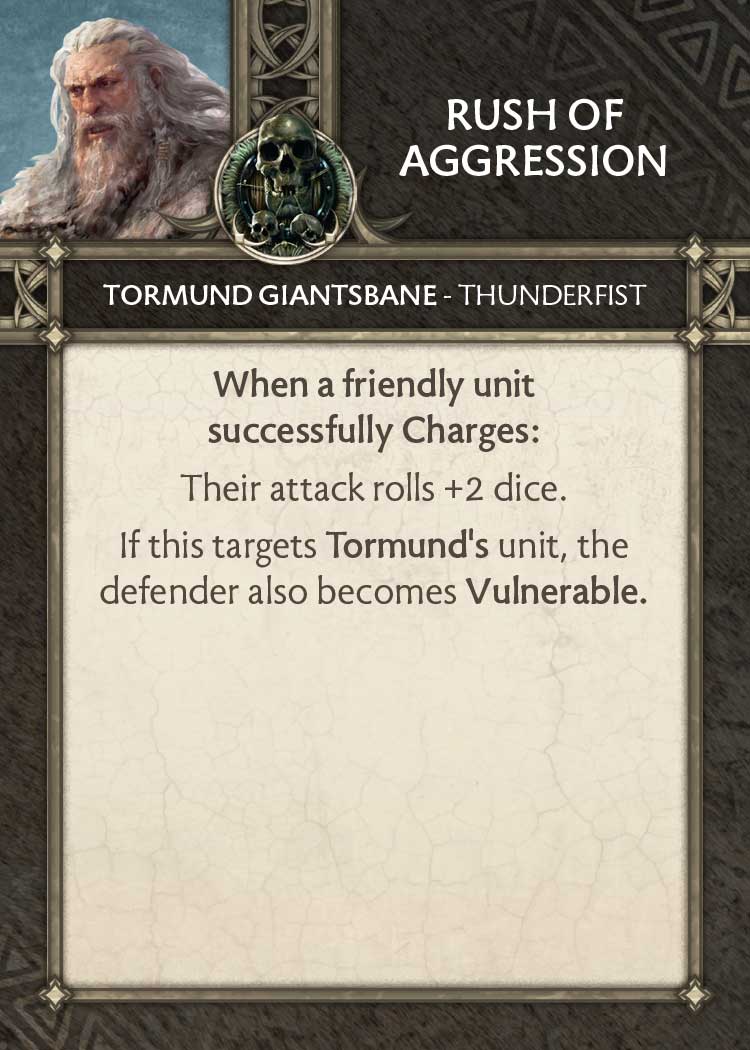 RUSH OF
AGGRESSION
TORMUND GIANTSBANE - THUNDERFIST
When a friendly unit
successfully Charges:
Their attack rolls +2 dice.
If this targets Tormund's unit, the
defender also becomes Vulnerable.